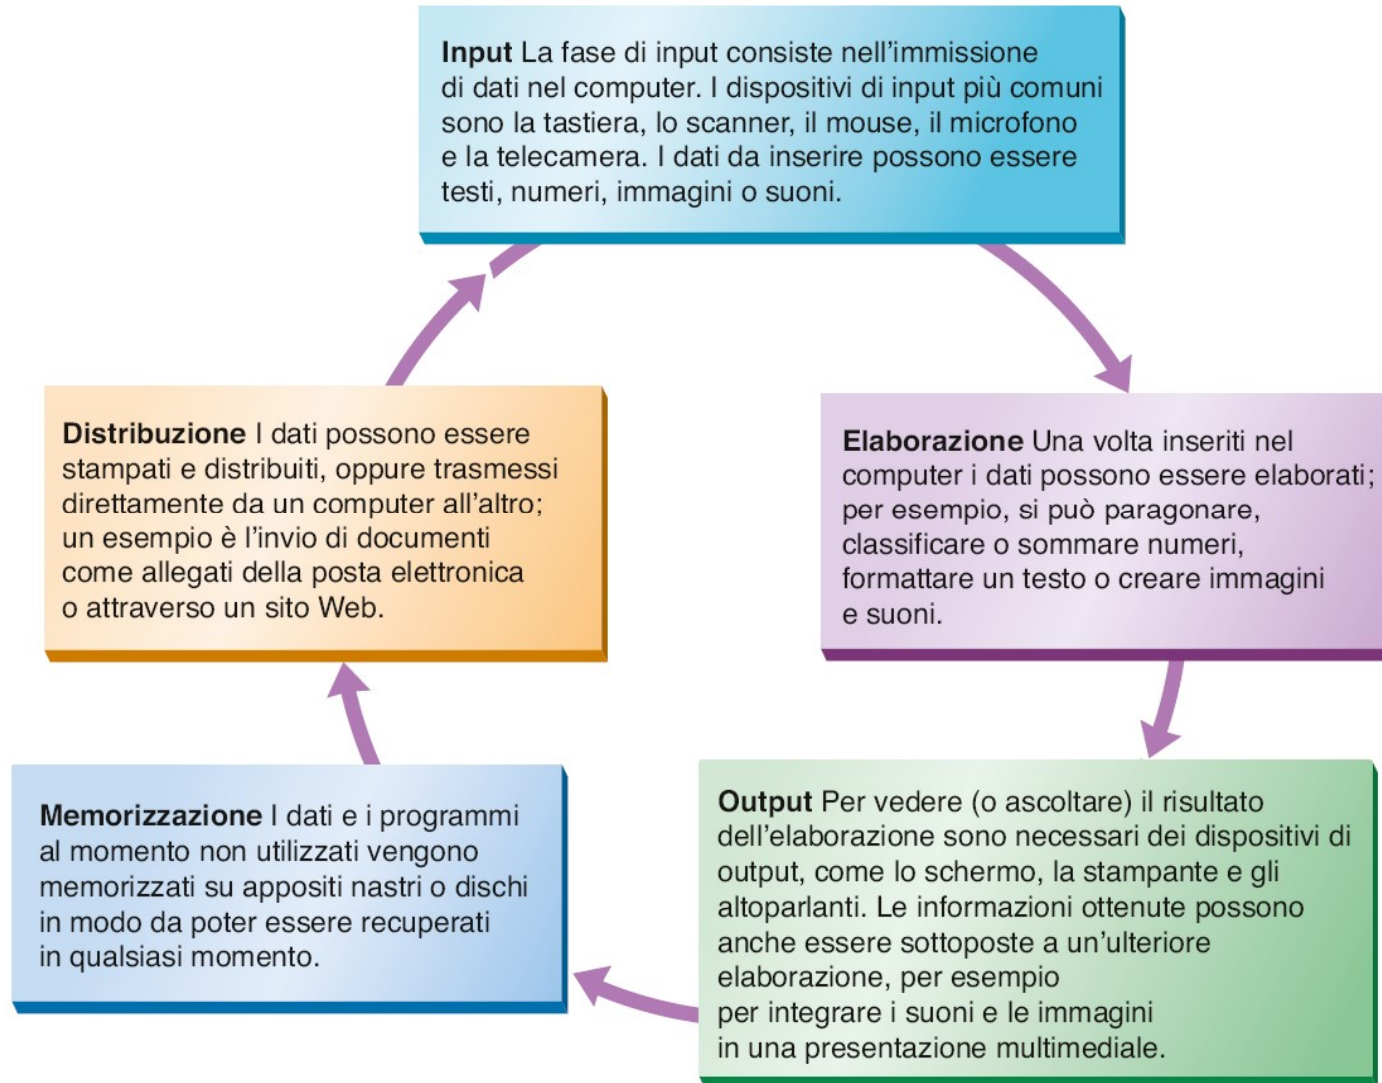 Input La fase di input consiste nell'immissione
di dati nel computer. I dispositivi di input più comuni
sono la tastiera, lo scanner, il mouse, il microfono
e la telecamera. I dati da inserire possono essere
testi, numeri, immagini o suoni.
Elaborazione Una volta inseriti nel
computer i dati possono essere elaborati;
per esempio, si può paragonare,
classificare o sommare numeri,
formattare un testo o creare immagini
e suoni.
Output Per vedere (o ascoltare) il risultato
dell'elaborazione sono necessari dei dispositivi di
output, come lo schermo, la stampante e gli
altoparlanti. Le informazioni ottenute possono
anche essere sottoposte a un'ulteriore
elaborazione, per esempio
per integrare i suoni e le immagini
in una presentazione multimediale.
Memorizzazione I dati e i programmi
al momento non utilizzati vengono
memorizzati su appositi nastri o dischi
in modo da poter essere recuperati
in qualsiasi momento.
Distribuzione I dati possono essere
stampati e distribuiti, oppure trasmessi
direttamente da un computer all'altro;
un esempio è l'invio di documenti
come allegati della posta elettronica
o attraverso un sito Web.